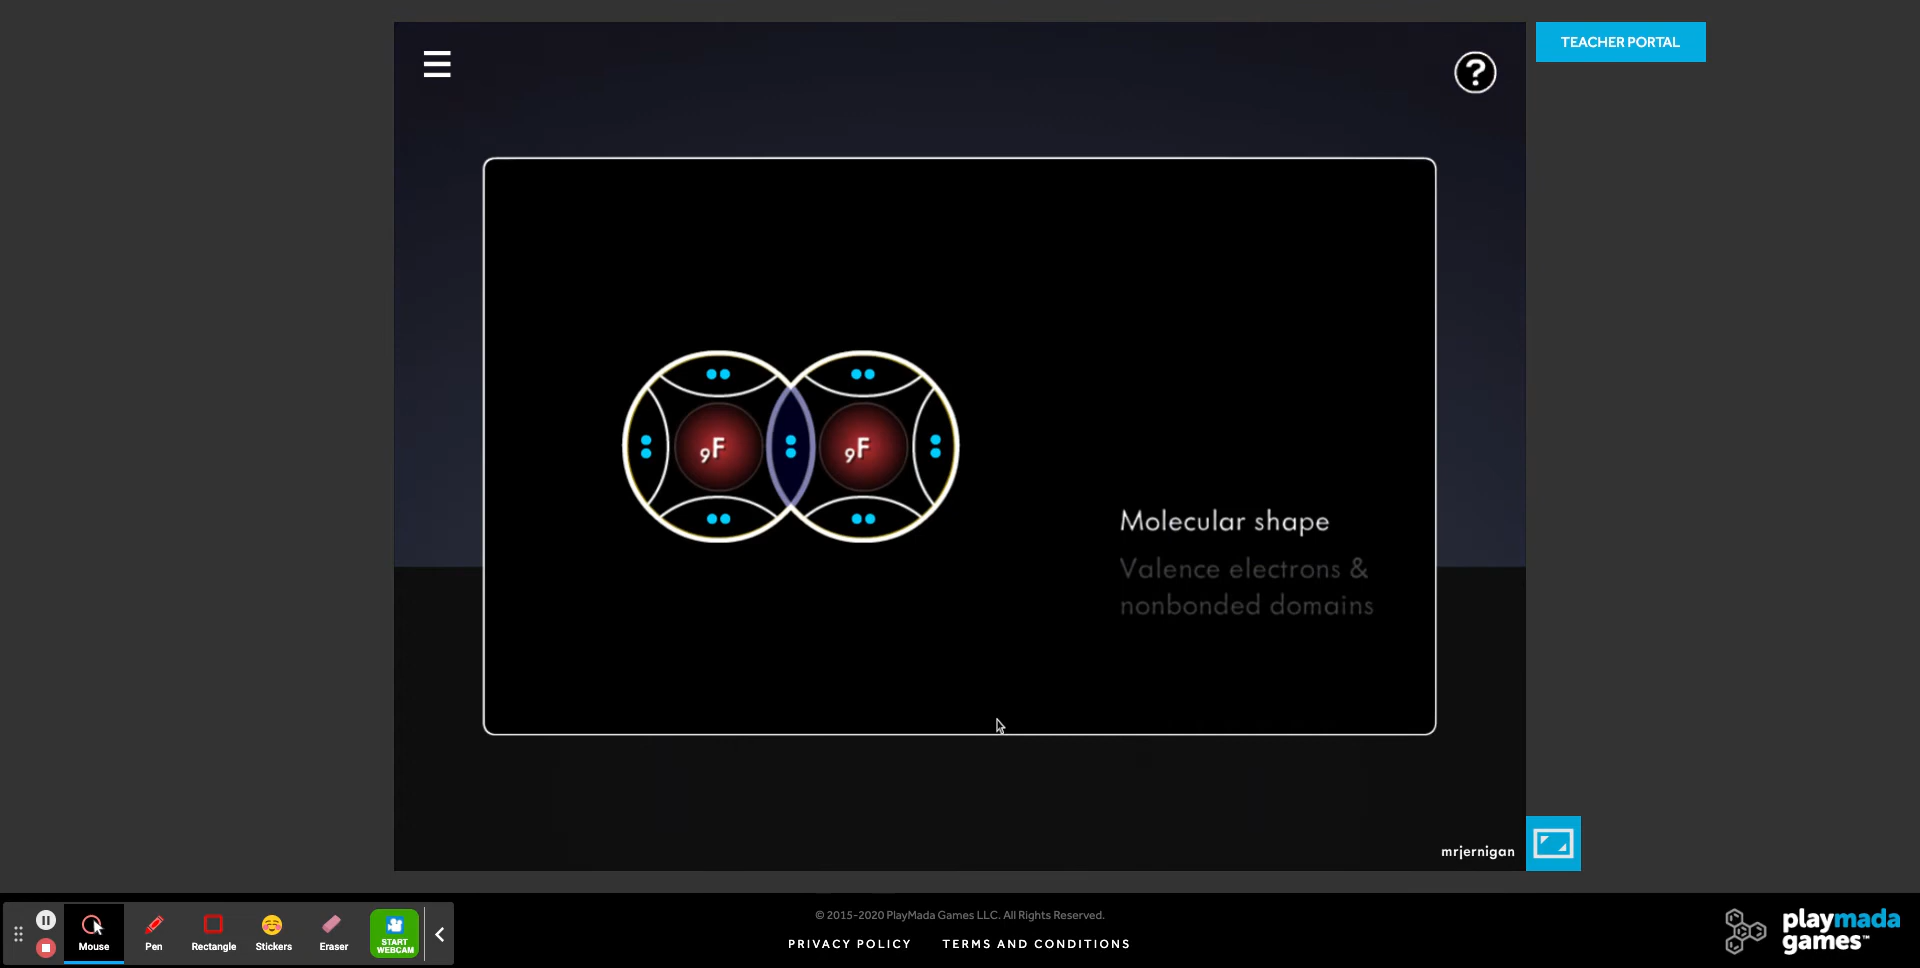 TEACHER PORTAL
?
9F 9F
Molecular shape
Valence electrons &
nonbonded domains
mrjernigan
Mouse Pen Rectangle Stickers Eraser START
WEBCAM
© 2015-2020 PlayMada Games LLC. All Rights Reserved.
PRIVACY POLICY TERMS AND CONDITIONS
playmada
games™